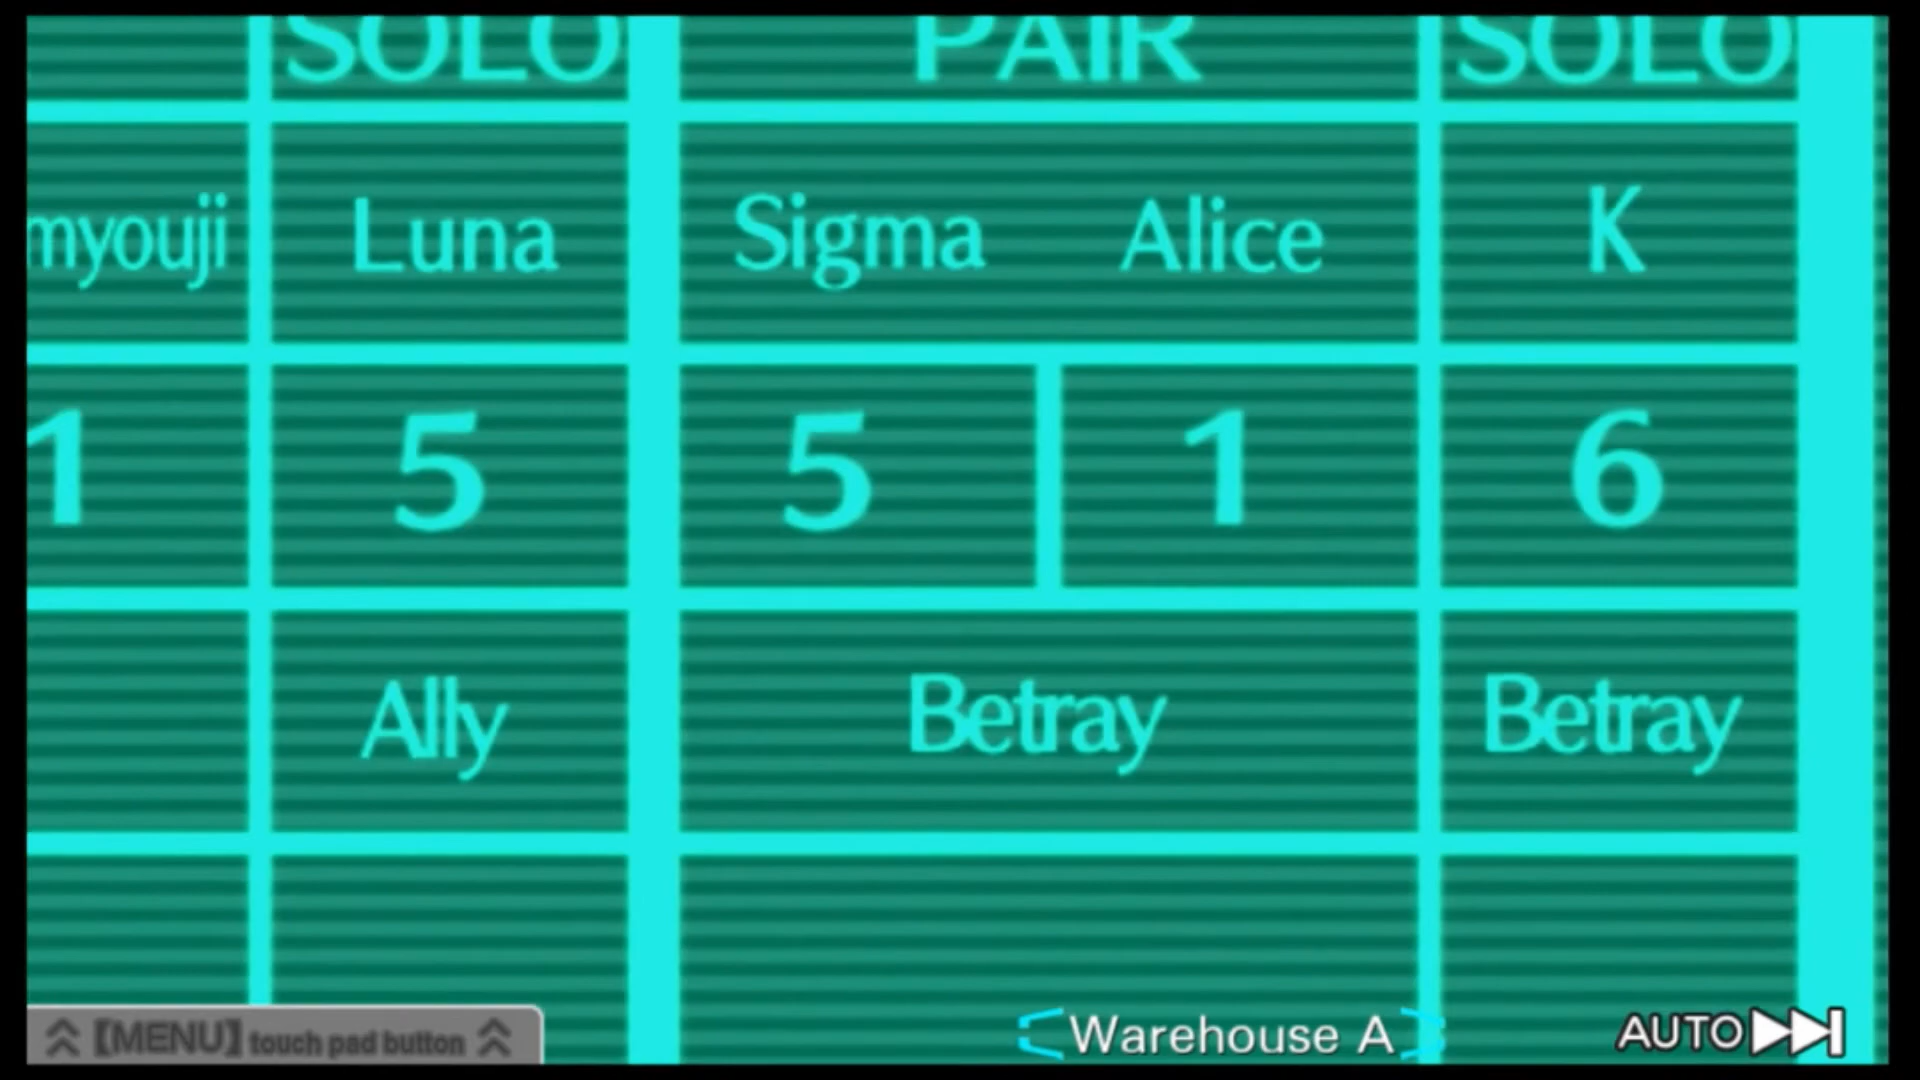 SOLO PAIR SOLO
myouji Luna Sigma Alice K
1 5 5 1 6
Ally Betray Betray
【MENU】touch pad button
Warehouse A
AUTO